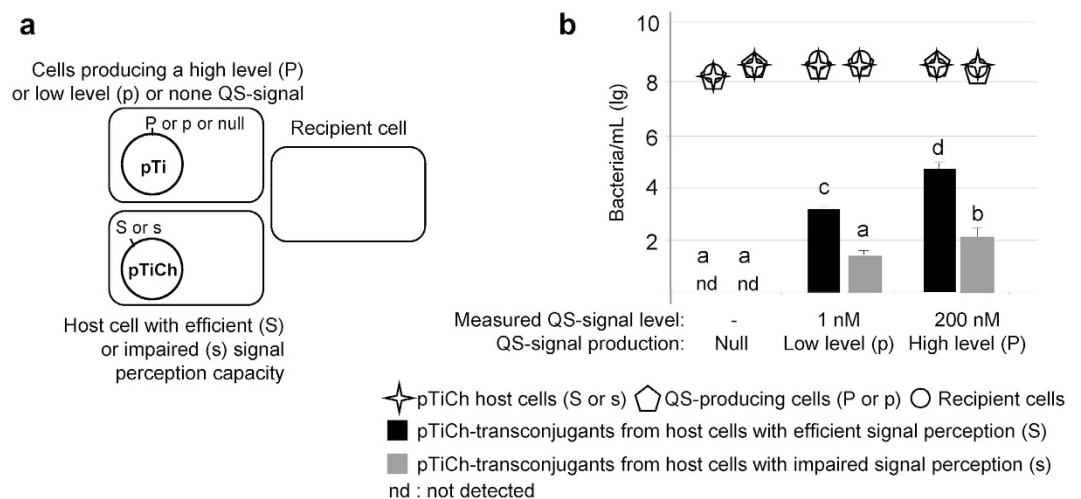 a
Cells producing a high level (P)
or low level (p) or none QS-signal
P or p or null
pTi
Recipient cell
S or s
pTiCh
Host cell with efficient (S)
or impaired (s) signal
perception capacity
b
Bacteria/mL (lg)
10
8
6
4
2
a a
nd nd
c
a
d
b
Measured QS-signal level: - 1 nM 200 nM
QS-signal production: Null Low level (p) High level (P)
pTiCh host cells (S or s) QS-producing cells (P or p) Recipient cells
pTiCh-transconjugants from host cells with efficient signal perception (S)
pTiCh-transconjugants from host cells with impaired signal perception (s)
nd : not detected